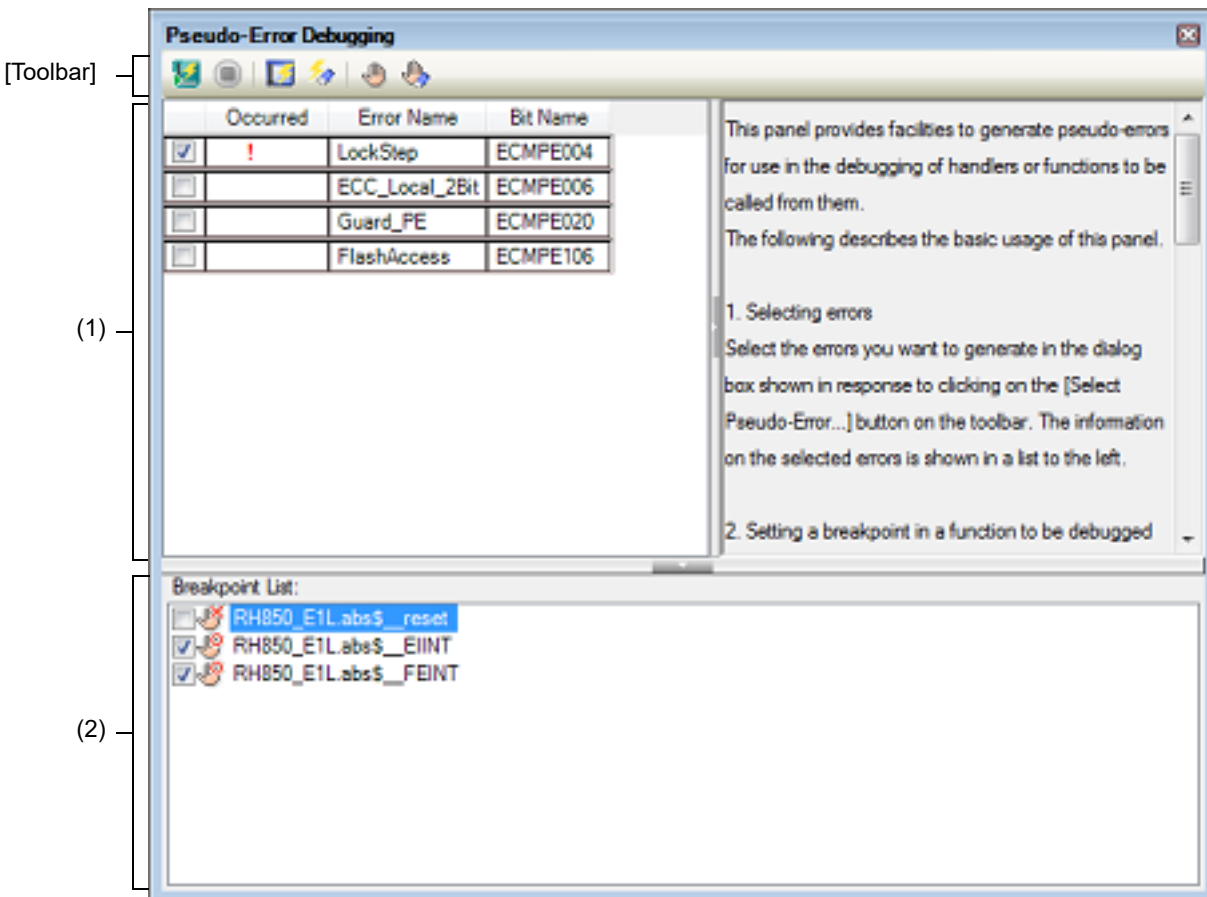 Pseudo-Error Debugging
[Toolbar]
(1)
Occurred Error Name Bit Name
! LockStep ECMPE004
ECC_Local_2Bit ECMPE006
Guard_PE ECMPE020
FlashAccess ECMPE106
This panel provides facilities to generate pseudo-errors
for use in the debugging of handlers or functions to be
called from them.
The following describes the basic usage of this panel.
1. Selecting errors
Select the errors you want to generate in the dialog
box shown in response to clicking on the [Select
Pseudo-Error...] button on the toolbar. The information
on the selected errors is shown in a list to the left.
2. Setting a breakpoint in a function to be debugged
(2)
Breakpoint List:
RH850_E1L.abs$__reset
RH850_E1L.abs$__EIINT
RH850_E1L.abs$__FEINT